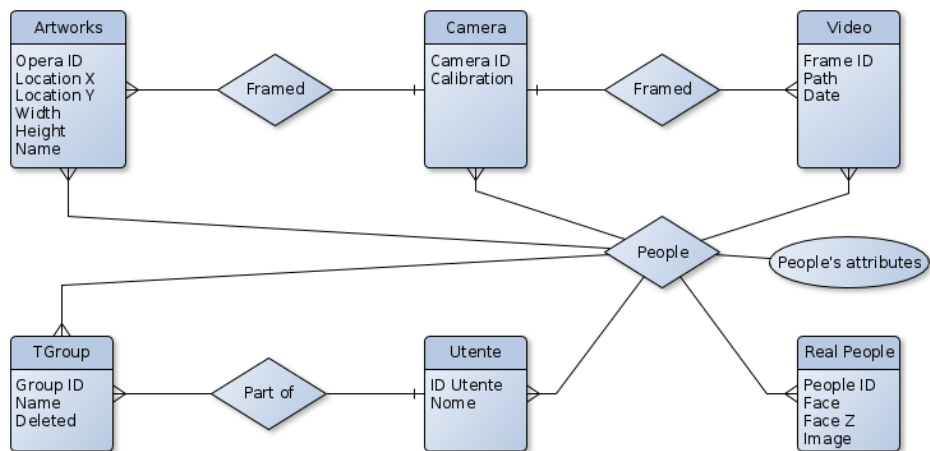 Artworks
Opera ID
Location X
Location Y
Width
Height
Name
Framed
Camera
Camera ID
Calibration
Framed
Video
Frame ID
Path
Date
People
People's attributes
TGroup
Group ID
Name
Deleted
Part of
Utente
ID Utente
Nome
Real People
People ID
Face
Face Z
Image